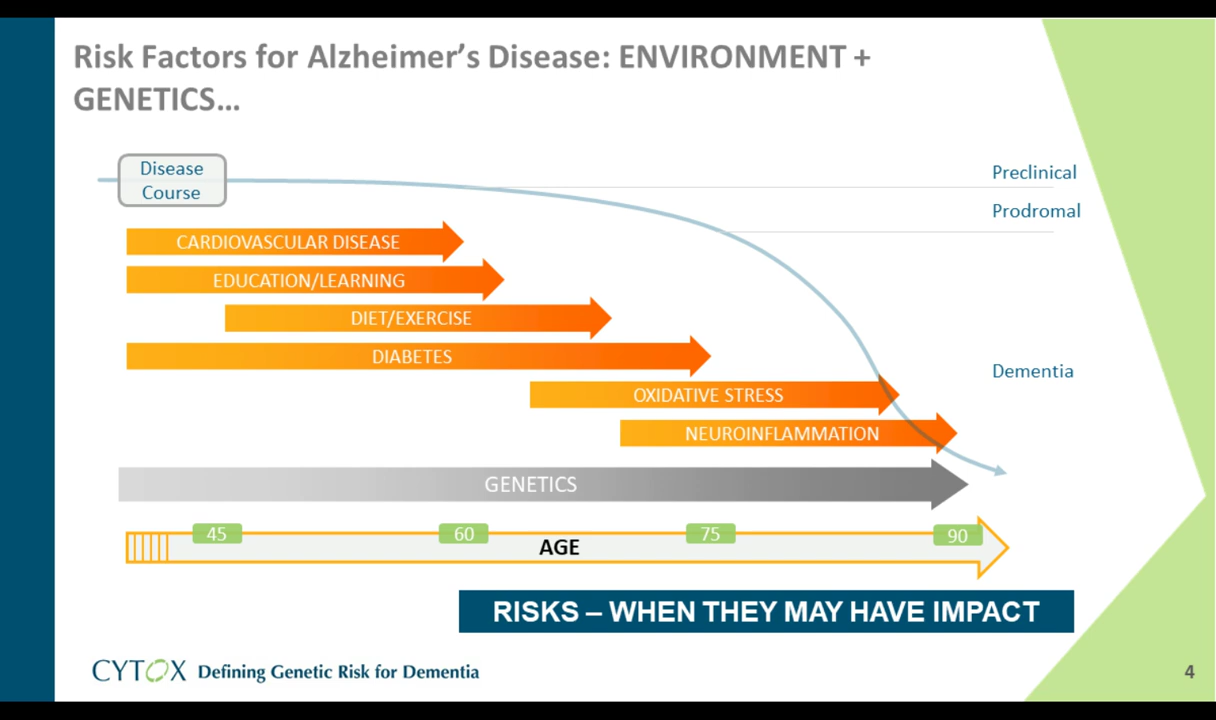 Risk Factors for Alzheimer’s Disease: ENVIRONMENT +
GENETICS…
Disease
Course
Preclinical
Prodromal
CARDIOVASCULAR DISEASE
EDUCATION/LEARNING
DIET/EXERCISE
DIABETES
Dementia
OXIDATIVE STRESS
NEUROINFLAMMATION
GENETICS
45 60 75 90
AGE
RISKS – WHEN THEY MAY HAVE IMPACT
CYTOX Defining Genetic Risk for Dementia
4